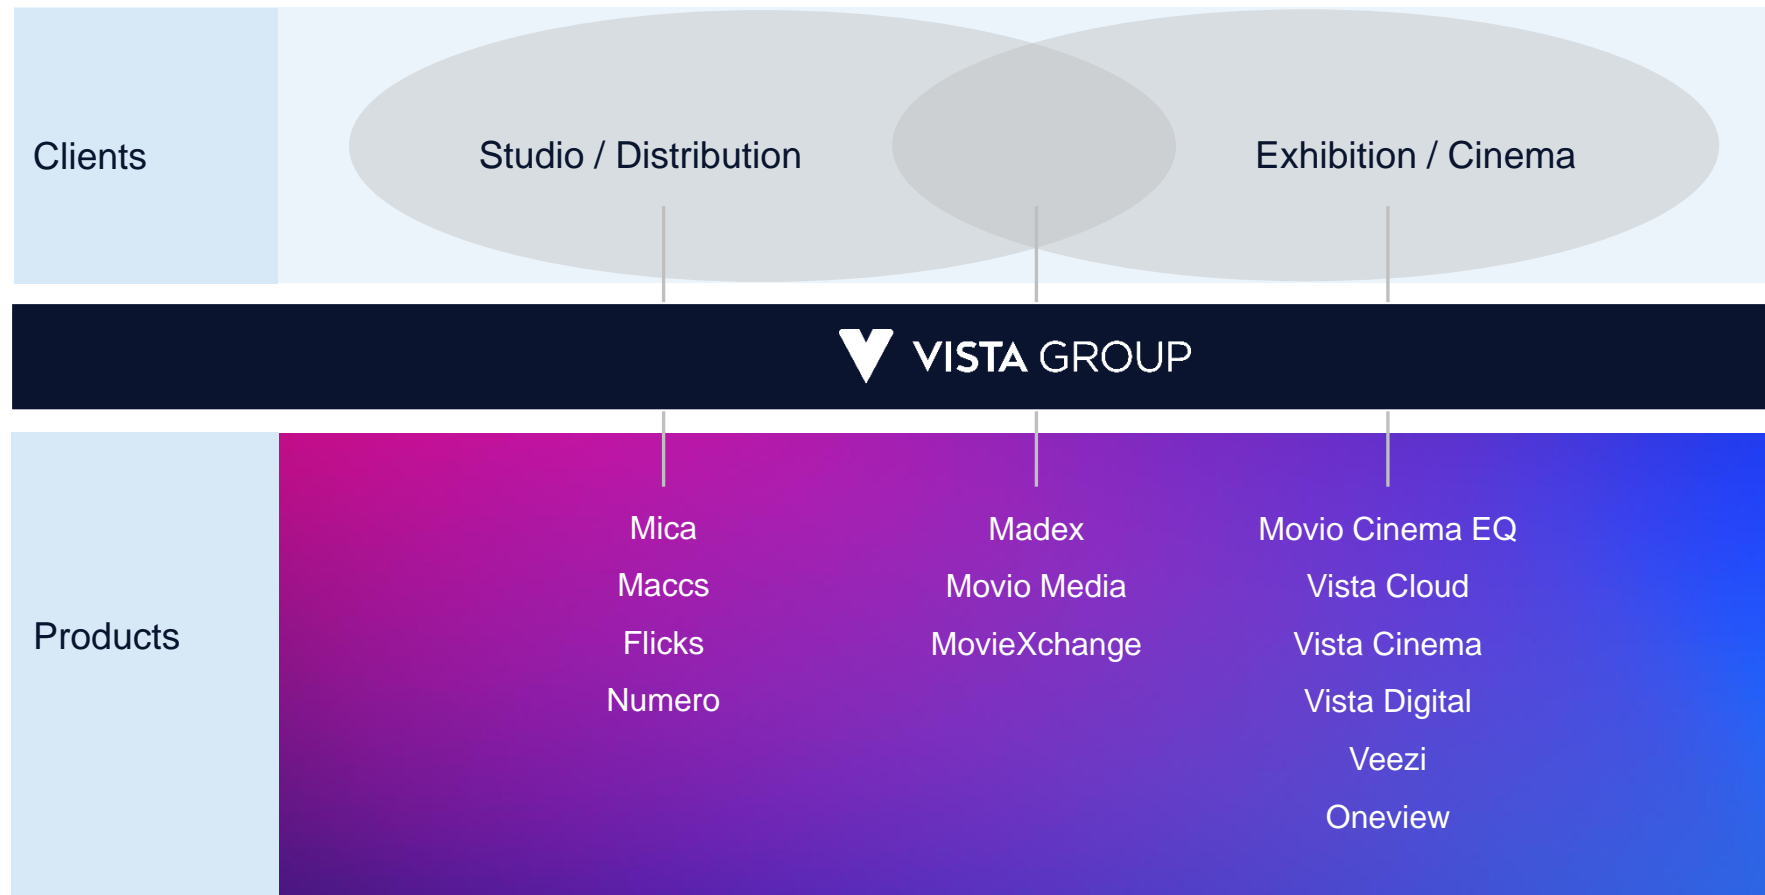 Clients
Studio / Distribution
Exhibition / Cinema
VISTA GROUP
Products
Mica
Maccs
Flicks
Numero
Madex
Movio Media
MovieXchange
Movio Cinema EQ
Vista Cloud
Vista Cinema
Vista Digital
Veezi
Oneview